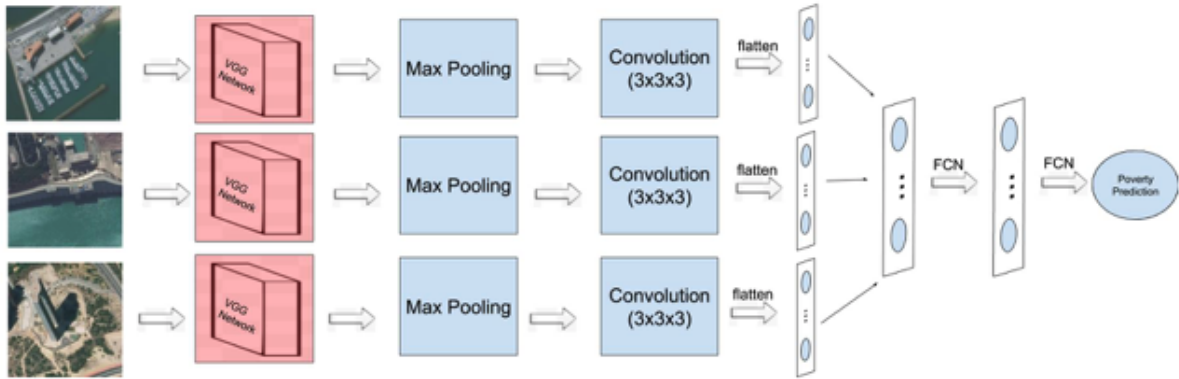 VGG
Network
Max Pooling
Convolution
(3x3x3)
flatten
VGG
Network
Max Pooling
Convolution
(3x3x3)
flatten
FCN
FCN
Poverty
Prediction
VGG
Network
Max Pooling
Convolution
(3x3x3)
flatten